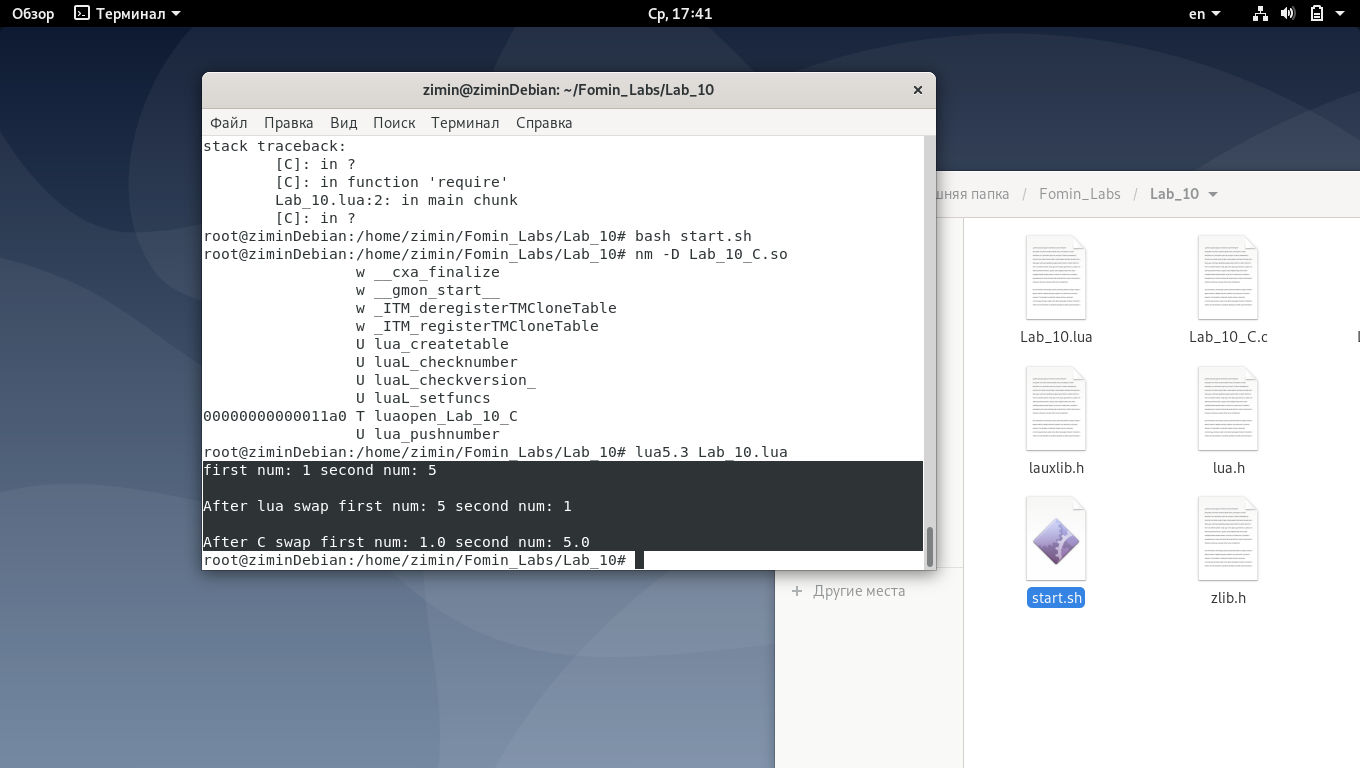 Обзор Терминал Ср, 17:41 en
zimin@ziminDebian: ~/Fomin_Labs/Lab_10
Файл Правка Вид Поиск Терминал Справка
stack traceback:
[C]: in ?
[C]: in function 'require'
Lab_10.lua:2: in main chunk
[C]: in ?
root@ziminDebian:/home/zimin/Fomin_Labs/Lab_10# bash start.sh
root@ziminDebian:/home/zimin/Fomin_Labs/Lab_10# nm -D Lab_10_C.so
w __cxa_finalize
w __gmon_start__
w _ITM_deregisterTMCloneTable
w _ITM_registerTMCloneTable
U lua_createtable
U luaL_checknumber
U luaL_checkversion_
U luaL_setfuncs
00000000000011a0 T luaopen_Lab_10_C
U lua_pushnumber
root@ziminDebian:/home/zimin/Fomin_Labs/Lab_10# lua5.3 Lab_10.lua
first num: 1 second num: 5
After lua swap first num: 5 second num: 1
After C swap first num: 1.0 second num: 5.0
root@ziminDebian:/home/zimin/Fomin_Labs/Lab_10#
шняя папка / Fomin_Labs / Lab_10
Lab_10.lua Lab_10_C.c
lauxlib.h lua.h
start.sh zlib.h
+ Другие места